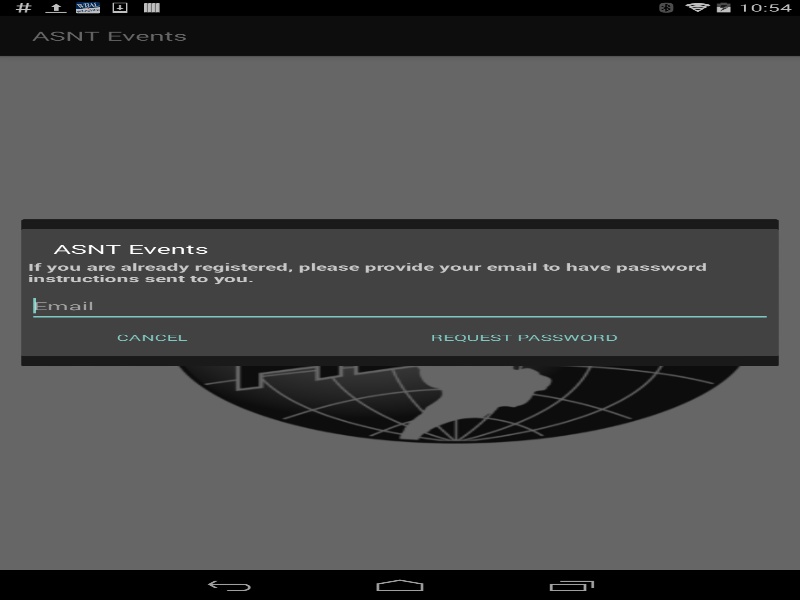 # WBAL 10:54
ASNT Events
ASNT Events
If you are already registered, please provide your email to have password
instructions sent to you.
Email
CANCEL REQUEST PASSWORD